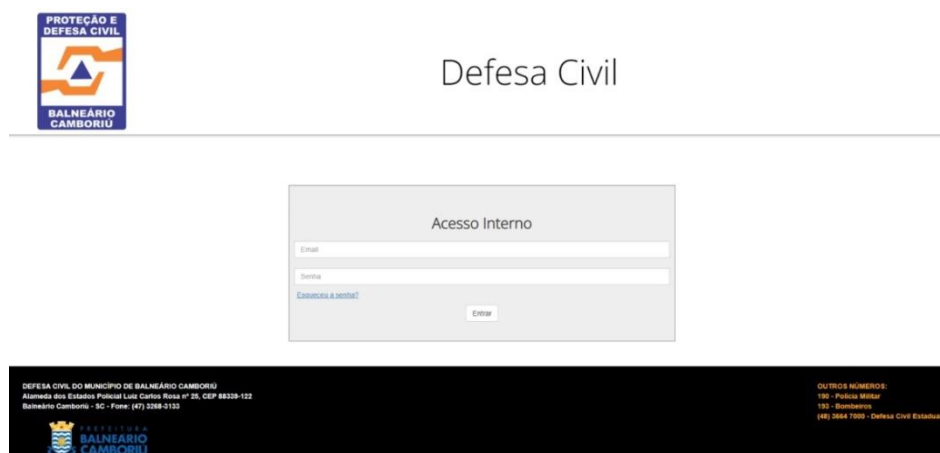 PROTEÇÃO E
DEFESA CIVIL
BALNEÁRIO
CAMBORIÚ
Defesa Civil
Acesso Interno
Email
Senha
Esqueceu a senha?
Entrar
DEFESA CIVIL DO MUNICÍPIO DE BALNEÁRIO CAMBORIÚ
Alameda dos Estados Policial Luiz Carlos Rosa nº 25, CEP 88339-122
Balneário Camboriú - SC - Fone: (47) 3268-3133
PREFEITURA
BALNEÁRIO
CAMBORIÚ
OUTROS NÚMEROS:
190 - Polícia Militar
193 - Bombeiros
(48) 3664 7000 - Defesa Civil Estadua